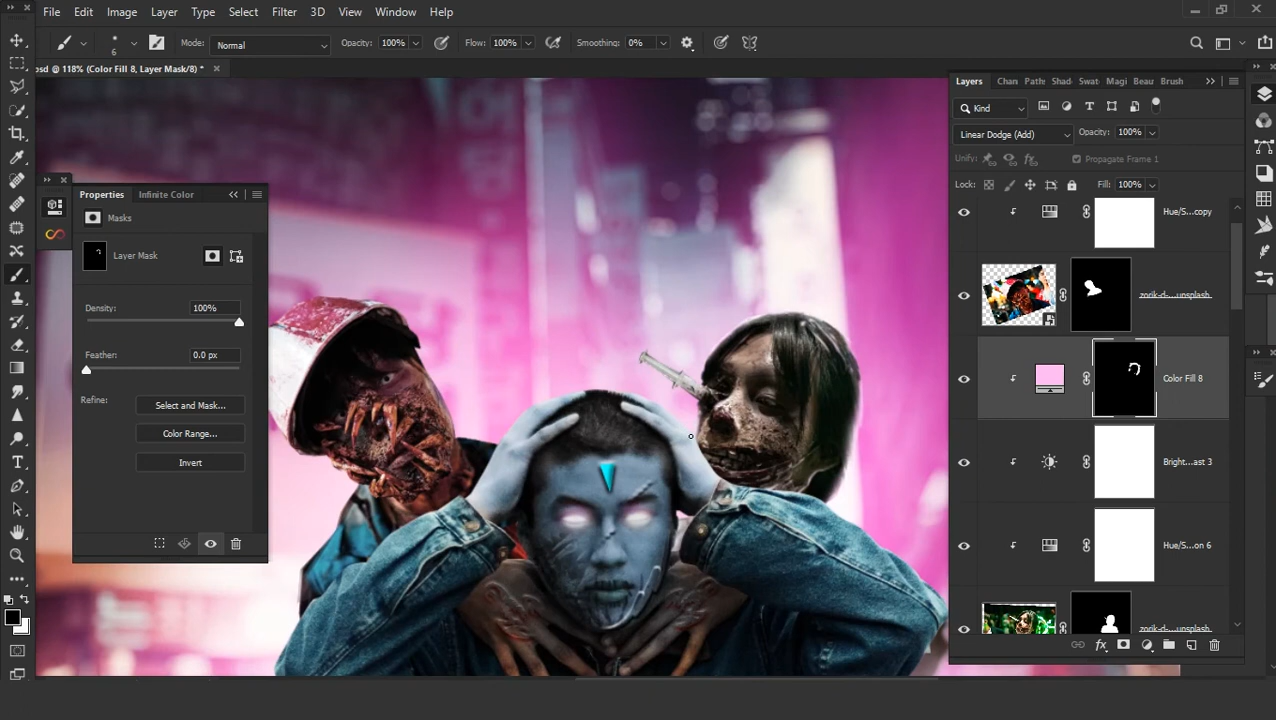 File Edit Image Layer Type Select Filter 3D View Window Help
6 Mode: Normal Opacity: 100% Flow: 100% Smoothing: 0%
osd @ 118% (Color Fill 8, Layer Mask/8) *
Layers Chan Paths Shad Swat Magi Beau Brush
Kind
Linear Dodge (Add) Opacity: 100%
Unify: Propagate Frame 1
Lock: Fill: 100%
Hue/S...copy
zorik-d-...unsplash
Color Fill 8
Bright...ast 3
Hue/S...on 6
zorik-d-...unsplash
Properties Infinite Color
Masks
Layer Mask
Density: 100%
Feather: 0.0 px
Refine: Select and Mask...
Color Range...
Invert